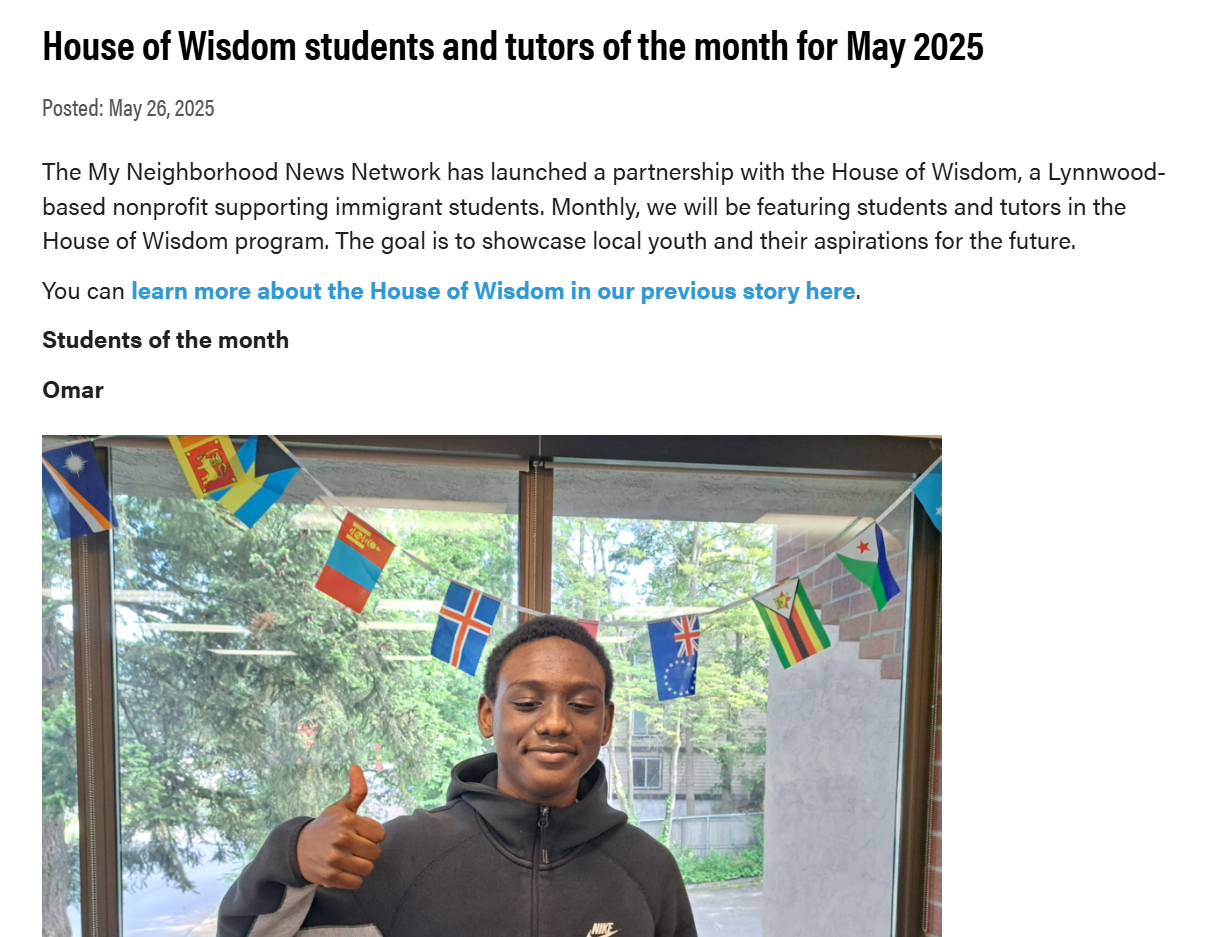 House of Wisdom students and tutors of the month for May 2025
Posted: May 26, 2025
The My Neighborhood News Network has launched a partnership with the House of Wisdom, a Lynnwood-
based nonprofit supporting immigrant students. Monthly, we will be featuring students and tutors in the
House of Wisdom program. The goal is to showcase local youth and their aspirations for the future.
You can learn more about the House of Wisdom in our previous story here.
Students of the month
Omar
NIKE